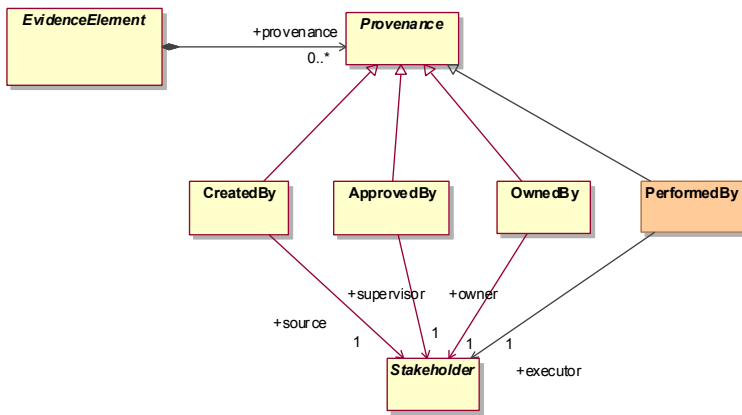 EvidenceElement
Provenance
+provenance
0..*
CreatedBy
ApprovedBy
OwnedBy
PerformedBy
+supervisor
+owner
+source
1
1
1
1
Stakeholder
+executor